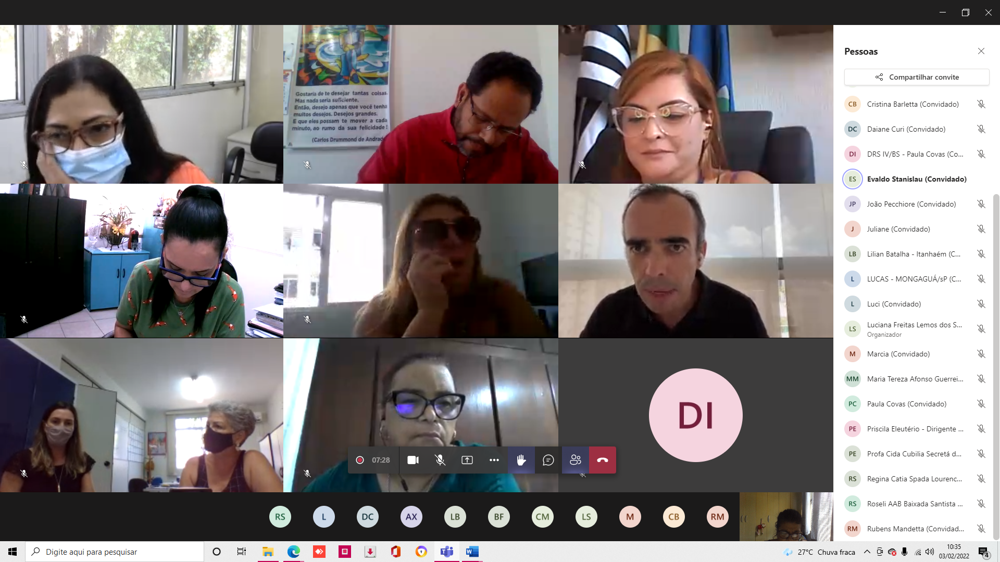 Gostaria de te desejar tantas coisas.
Mas nada seria suficiente.
Então, desejo apenas que você tenha
muitos desejos. Desejos grandes.
E que eles possam te mover a cada
minuto, ao rumo da sua felicidade!
(Carlos Drummond de Andrade
Pessoas
Compartilhar convite
CB Cristina Barletta (Convidado)
DC Daiane Curi (Convidado)
DI DRS IV/BS - Paula Covas (Co...
ES Evaldo Stanislau (Convidado)
JP João Pecchiore (Convidado)
J Juliane (Convidado)
LB Lilian Batalha - Itanhaém (C...
L LUCAS - MONGAGUÁ/sP (C...
L Luci (Convidado)
LS Luciana Freitas Lemos dos S...
Organizador
M Marcia (Convidado)
MM Maria Tereza Afonso Guerrei...
PC Paula Covas (Convidado)
PE Priscila Eleutério - Dirigente ...
PE Profa Cida Cubilia Secretá d...
RS Regina Catia Spada Lourenc...
RS Roseli AAB Baixada Santista ...
RM Rubens Mandetta (Convidad...
DI
07:28
RS L DC AX LB BF CM LS M CB RM
Digite aqui para pesquisar
27°C Chuva fraca
10:35
03/02/2022
4